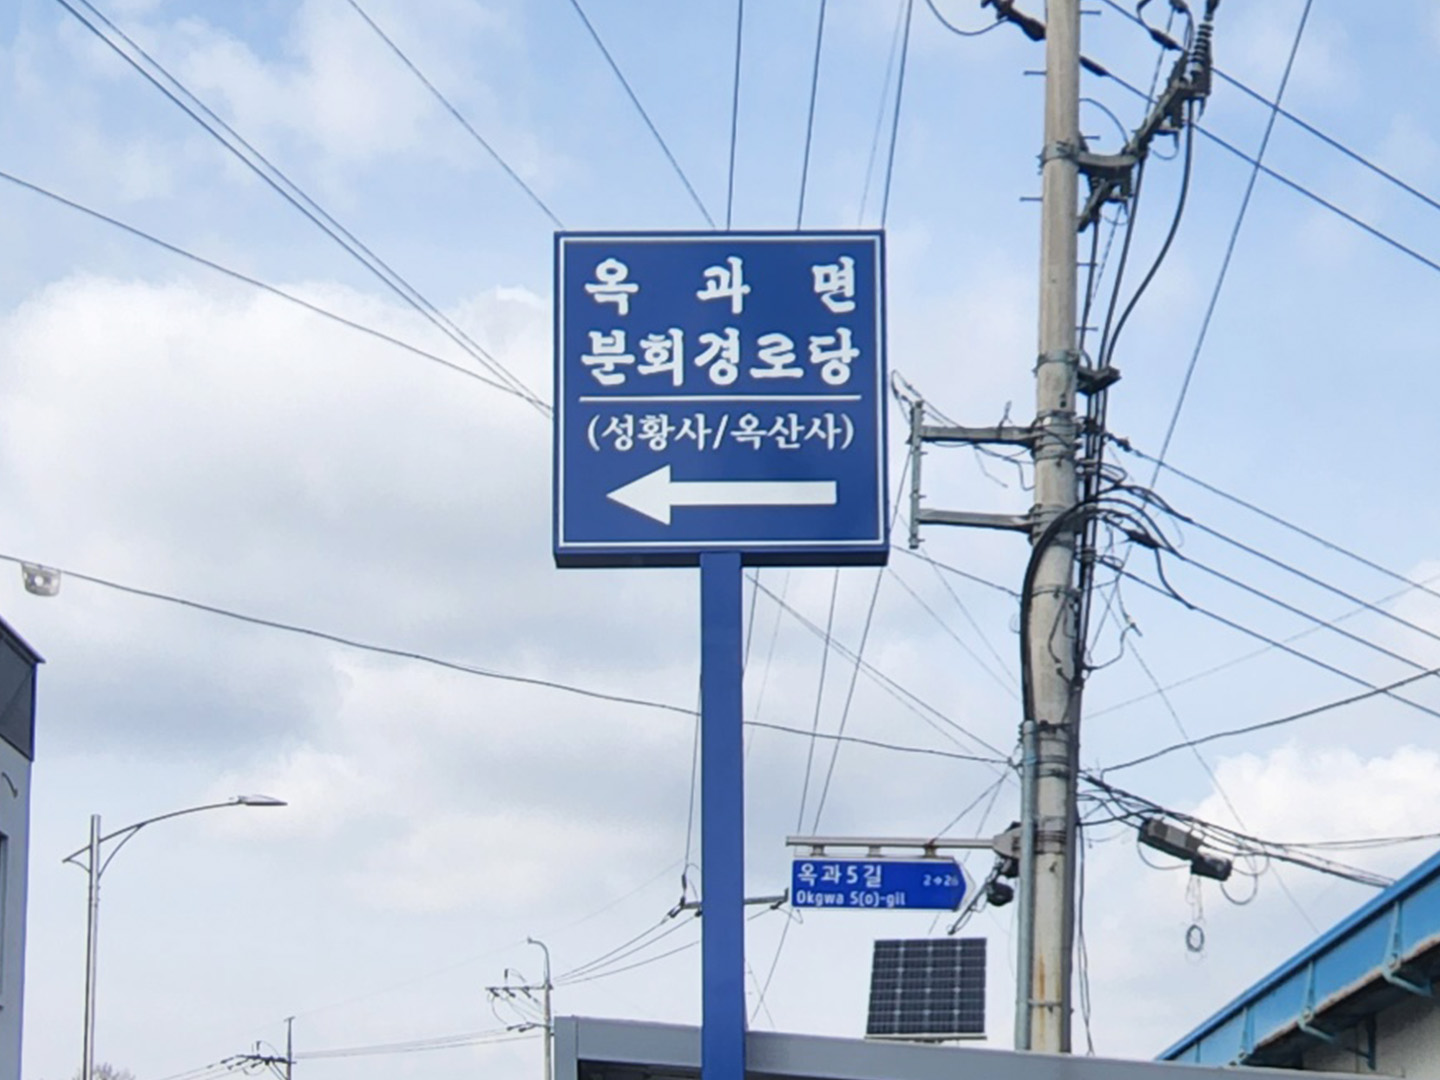 옥과면
분회경로당
(성황사/옥산사)
옥과5길 2→26
Okgwa 5(o)-gil